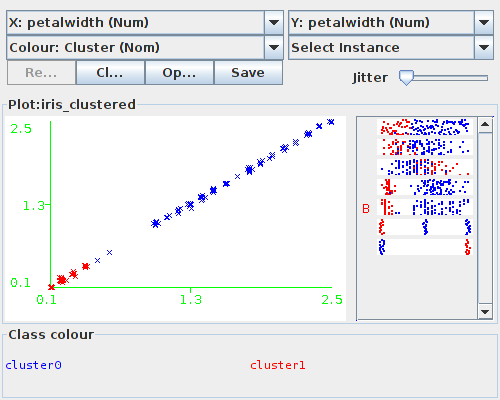 X: petalwidth (Num)
Y: petalwidth (Num)
Colour: Cluster (Nom)
Select Instance
Re...
Cl...
Op...
Save
Jitter
Plot:iris_clustered
2.5
1.3
0.1
0.1
1.3
2.5
B
Class colour
cluster0
cluster1